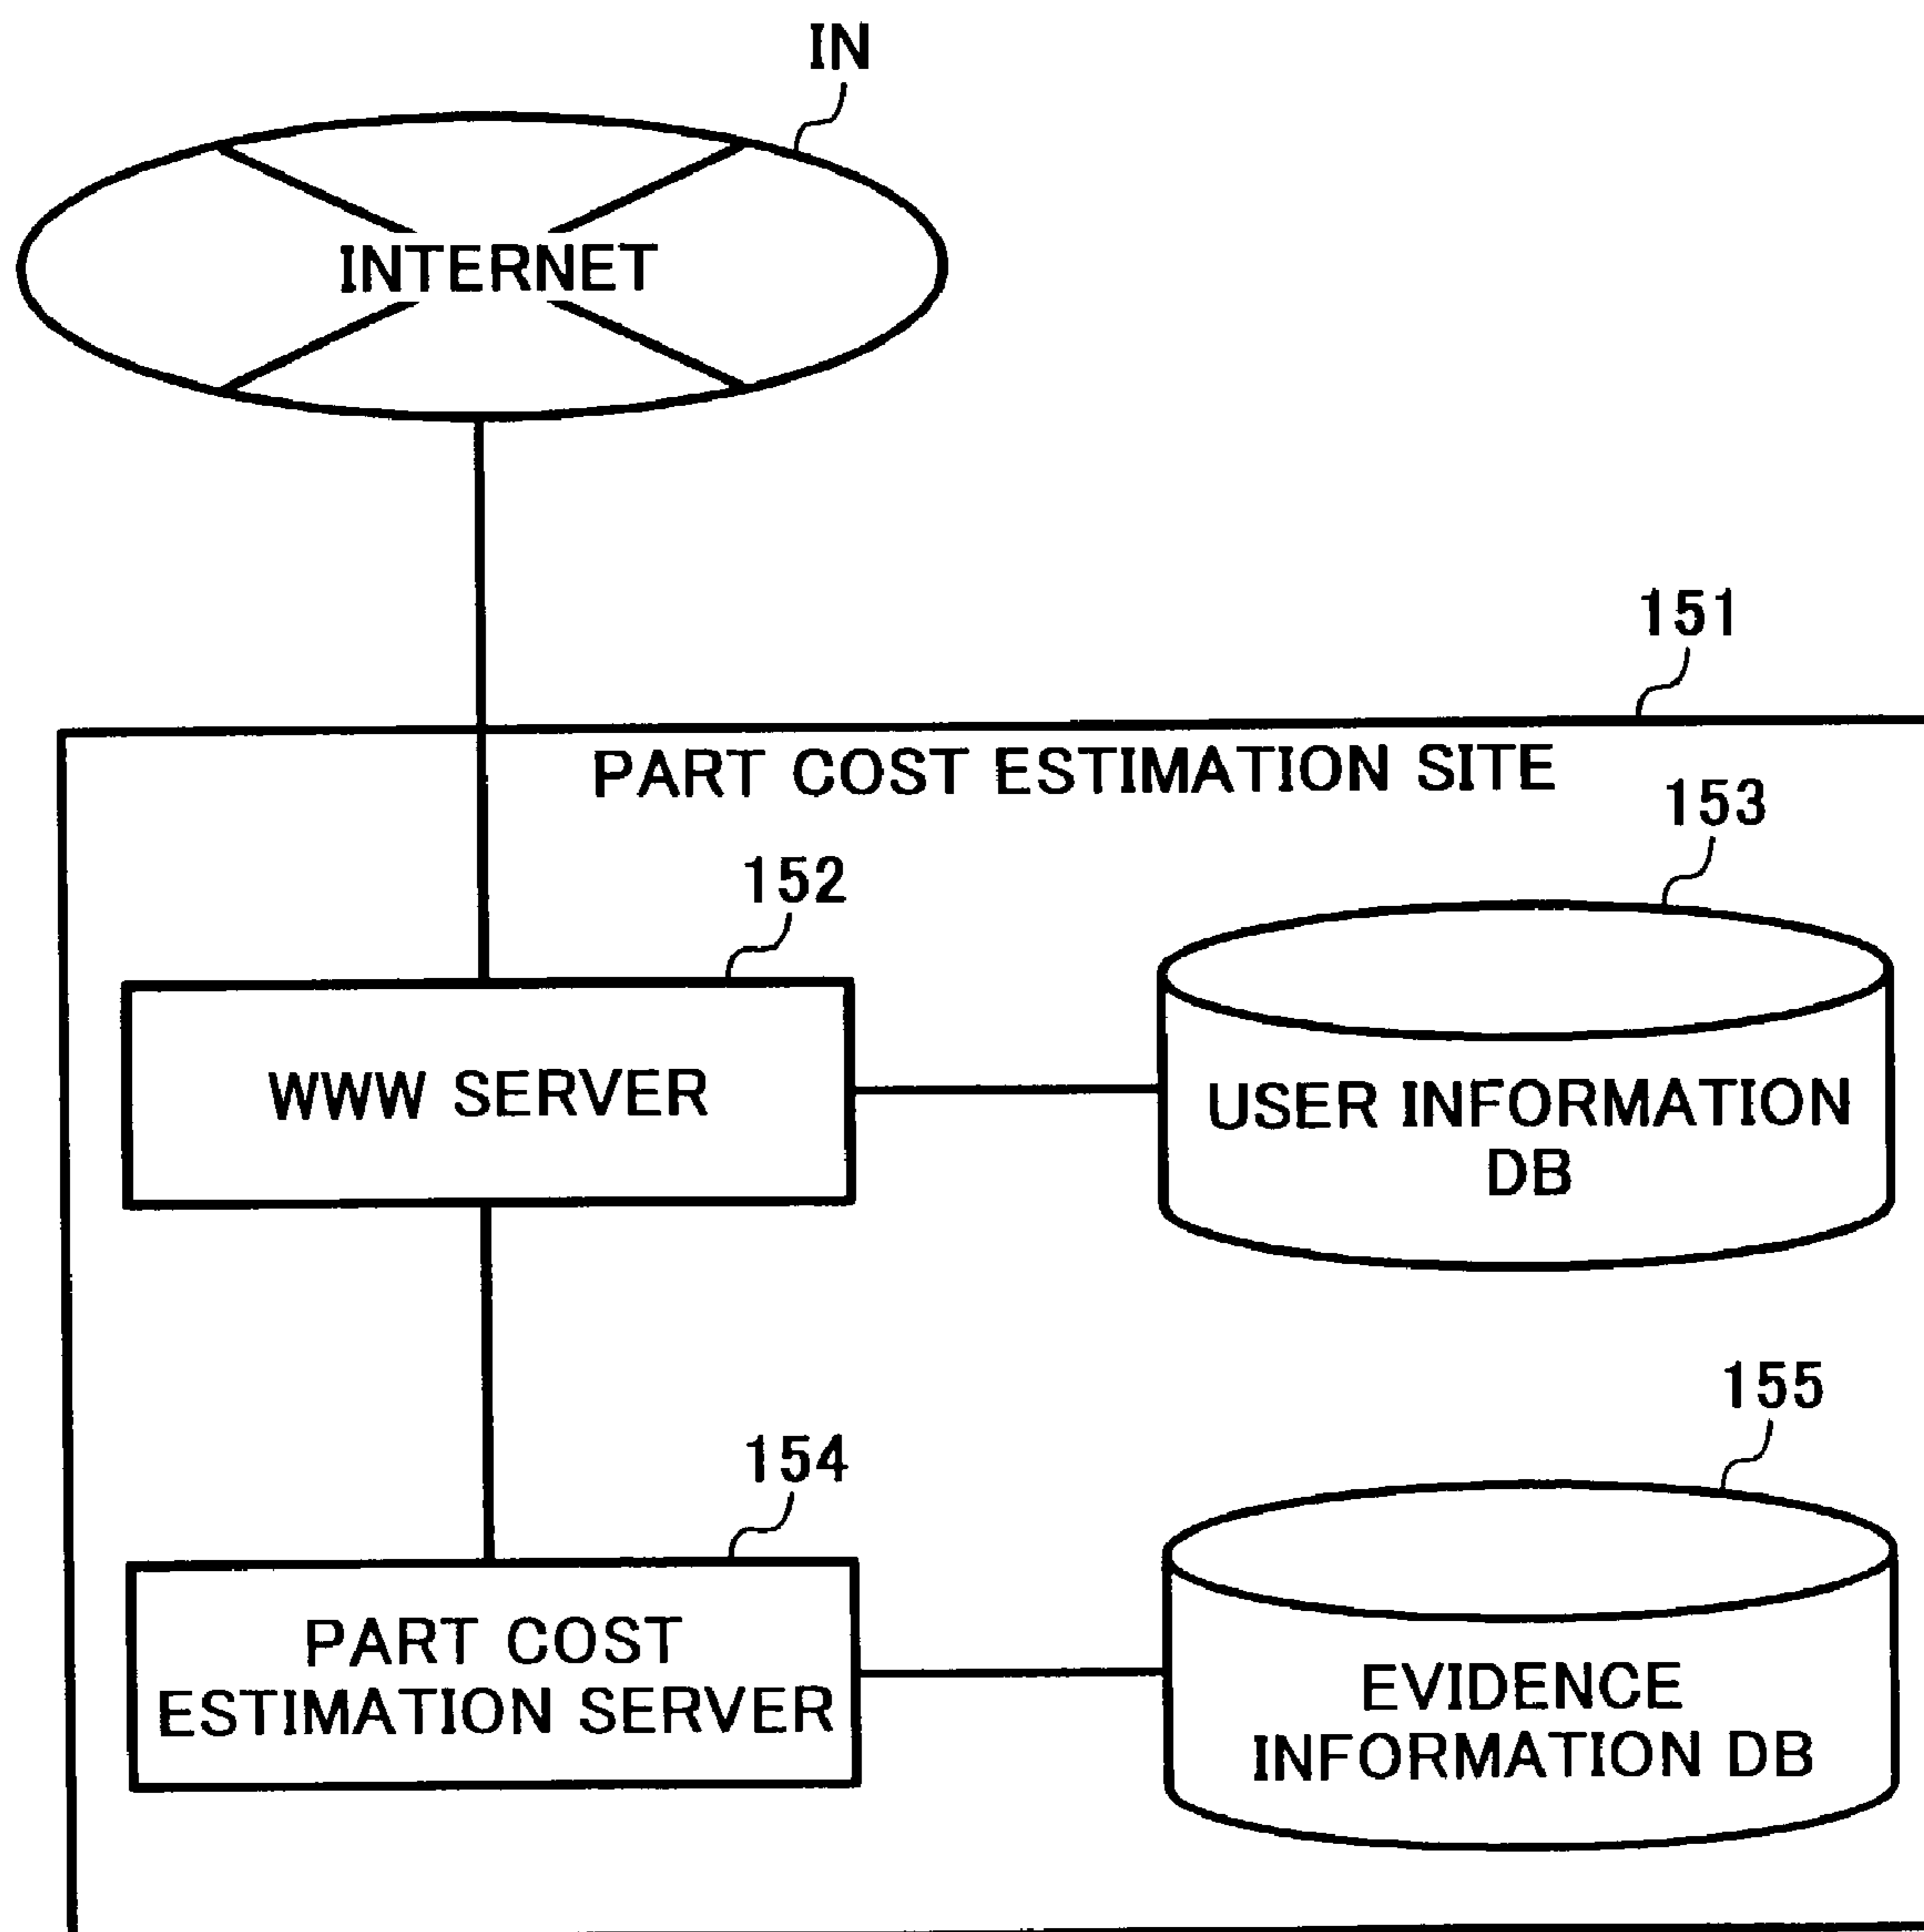 IN
INTERNET
151
PART COST ESTIMATION SITE
153
152
WWW SERVER
USER INFORMATION
DB
155
154
PART COST
ESTIMATION SERVER
EVIDENCE
INFORMATION DB